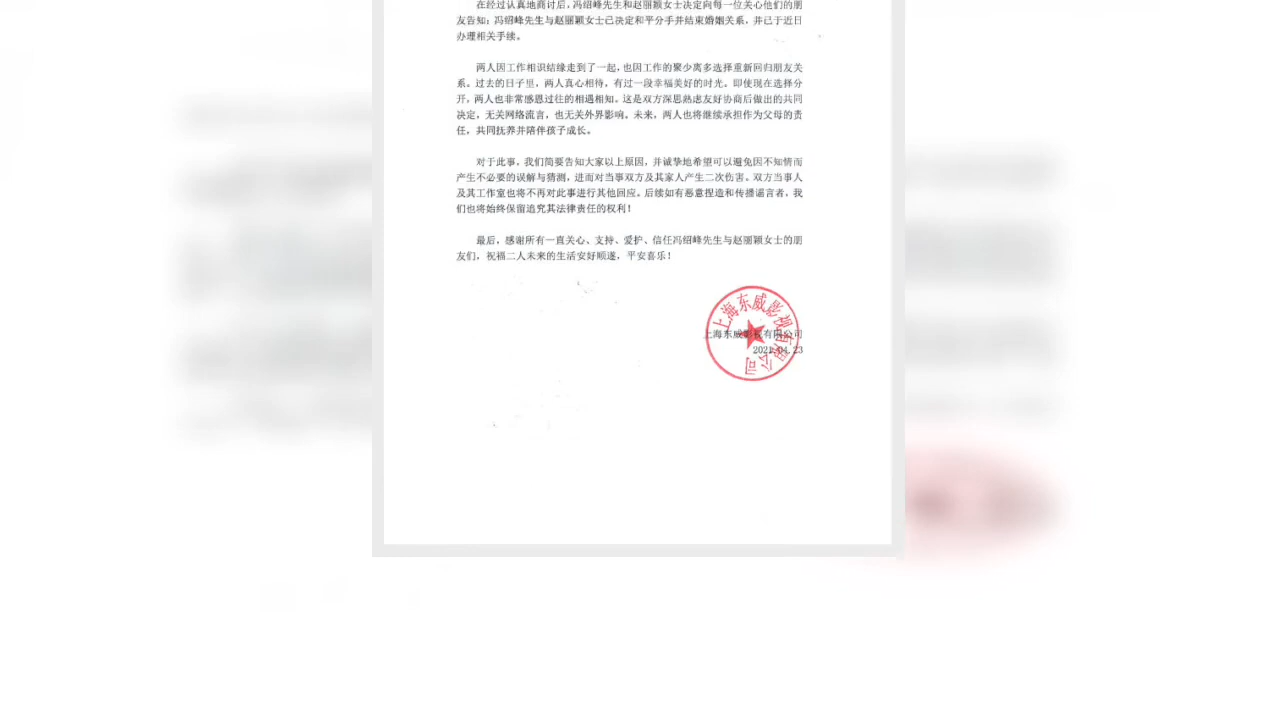 在经过认真地商讨后，冯绍峰先生和赵丽颖女士决定向每一位关心他们的朋
友告知：冯绍峰先生与赵丽颖女士已决定和平分手并结束婚姻关系，并已于近日
办理相关手续。
两人因工作相识结缘走到了一起，也因工作的聚少离多选择重新回归朋友关
系。过去的日子里，两人真心相待，有过一段幸福美好的时光。即使现在选择分
开，两人也非常感恩过往的相遇相知。这是双方深思熟虑友好协商后做出的共同
决定，无关网络流言，也无关外界影响。未来，两人也将继续承担作为父母的责
任，共同抚养并陪伴孩子成长。
对于此事，我们简要告知大家以上原因，并诚挚地希望可以避免因不知情而
产生不必要的误解与猜测，进而对当事双方及其家人产生二次伤害。双方当事人
及其工作室也将不再对此事进行其他回应。后续如有恶意捏造和传播谣言者，我
们也将始终保留追究其法律责任的权利！
最后，感谢所有一直关心、支持、爱护、信任冯绍峰先生与赵丽颖女士的朋
友们，祝福二人未来的生活安好顺遂，平安喜乐！
上海东威影视有限公司
上海东威影视有限公司
2021.04.23